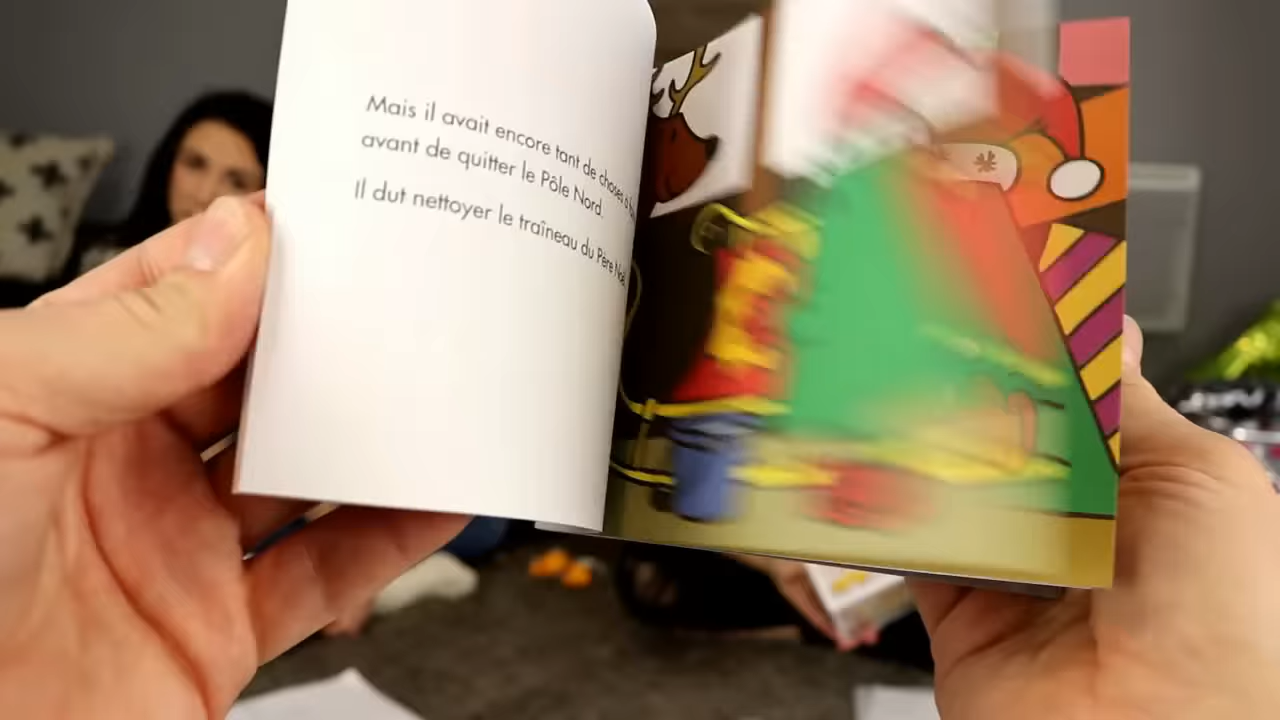 Mais il avait encore tant de choses à
avant de quitter le Pôle Nord.
Il dut nettoyer le traîneau du Père Noël.